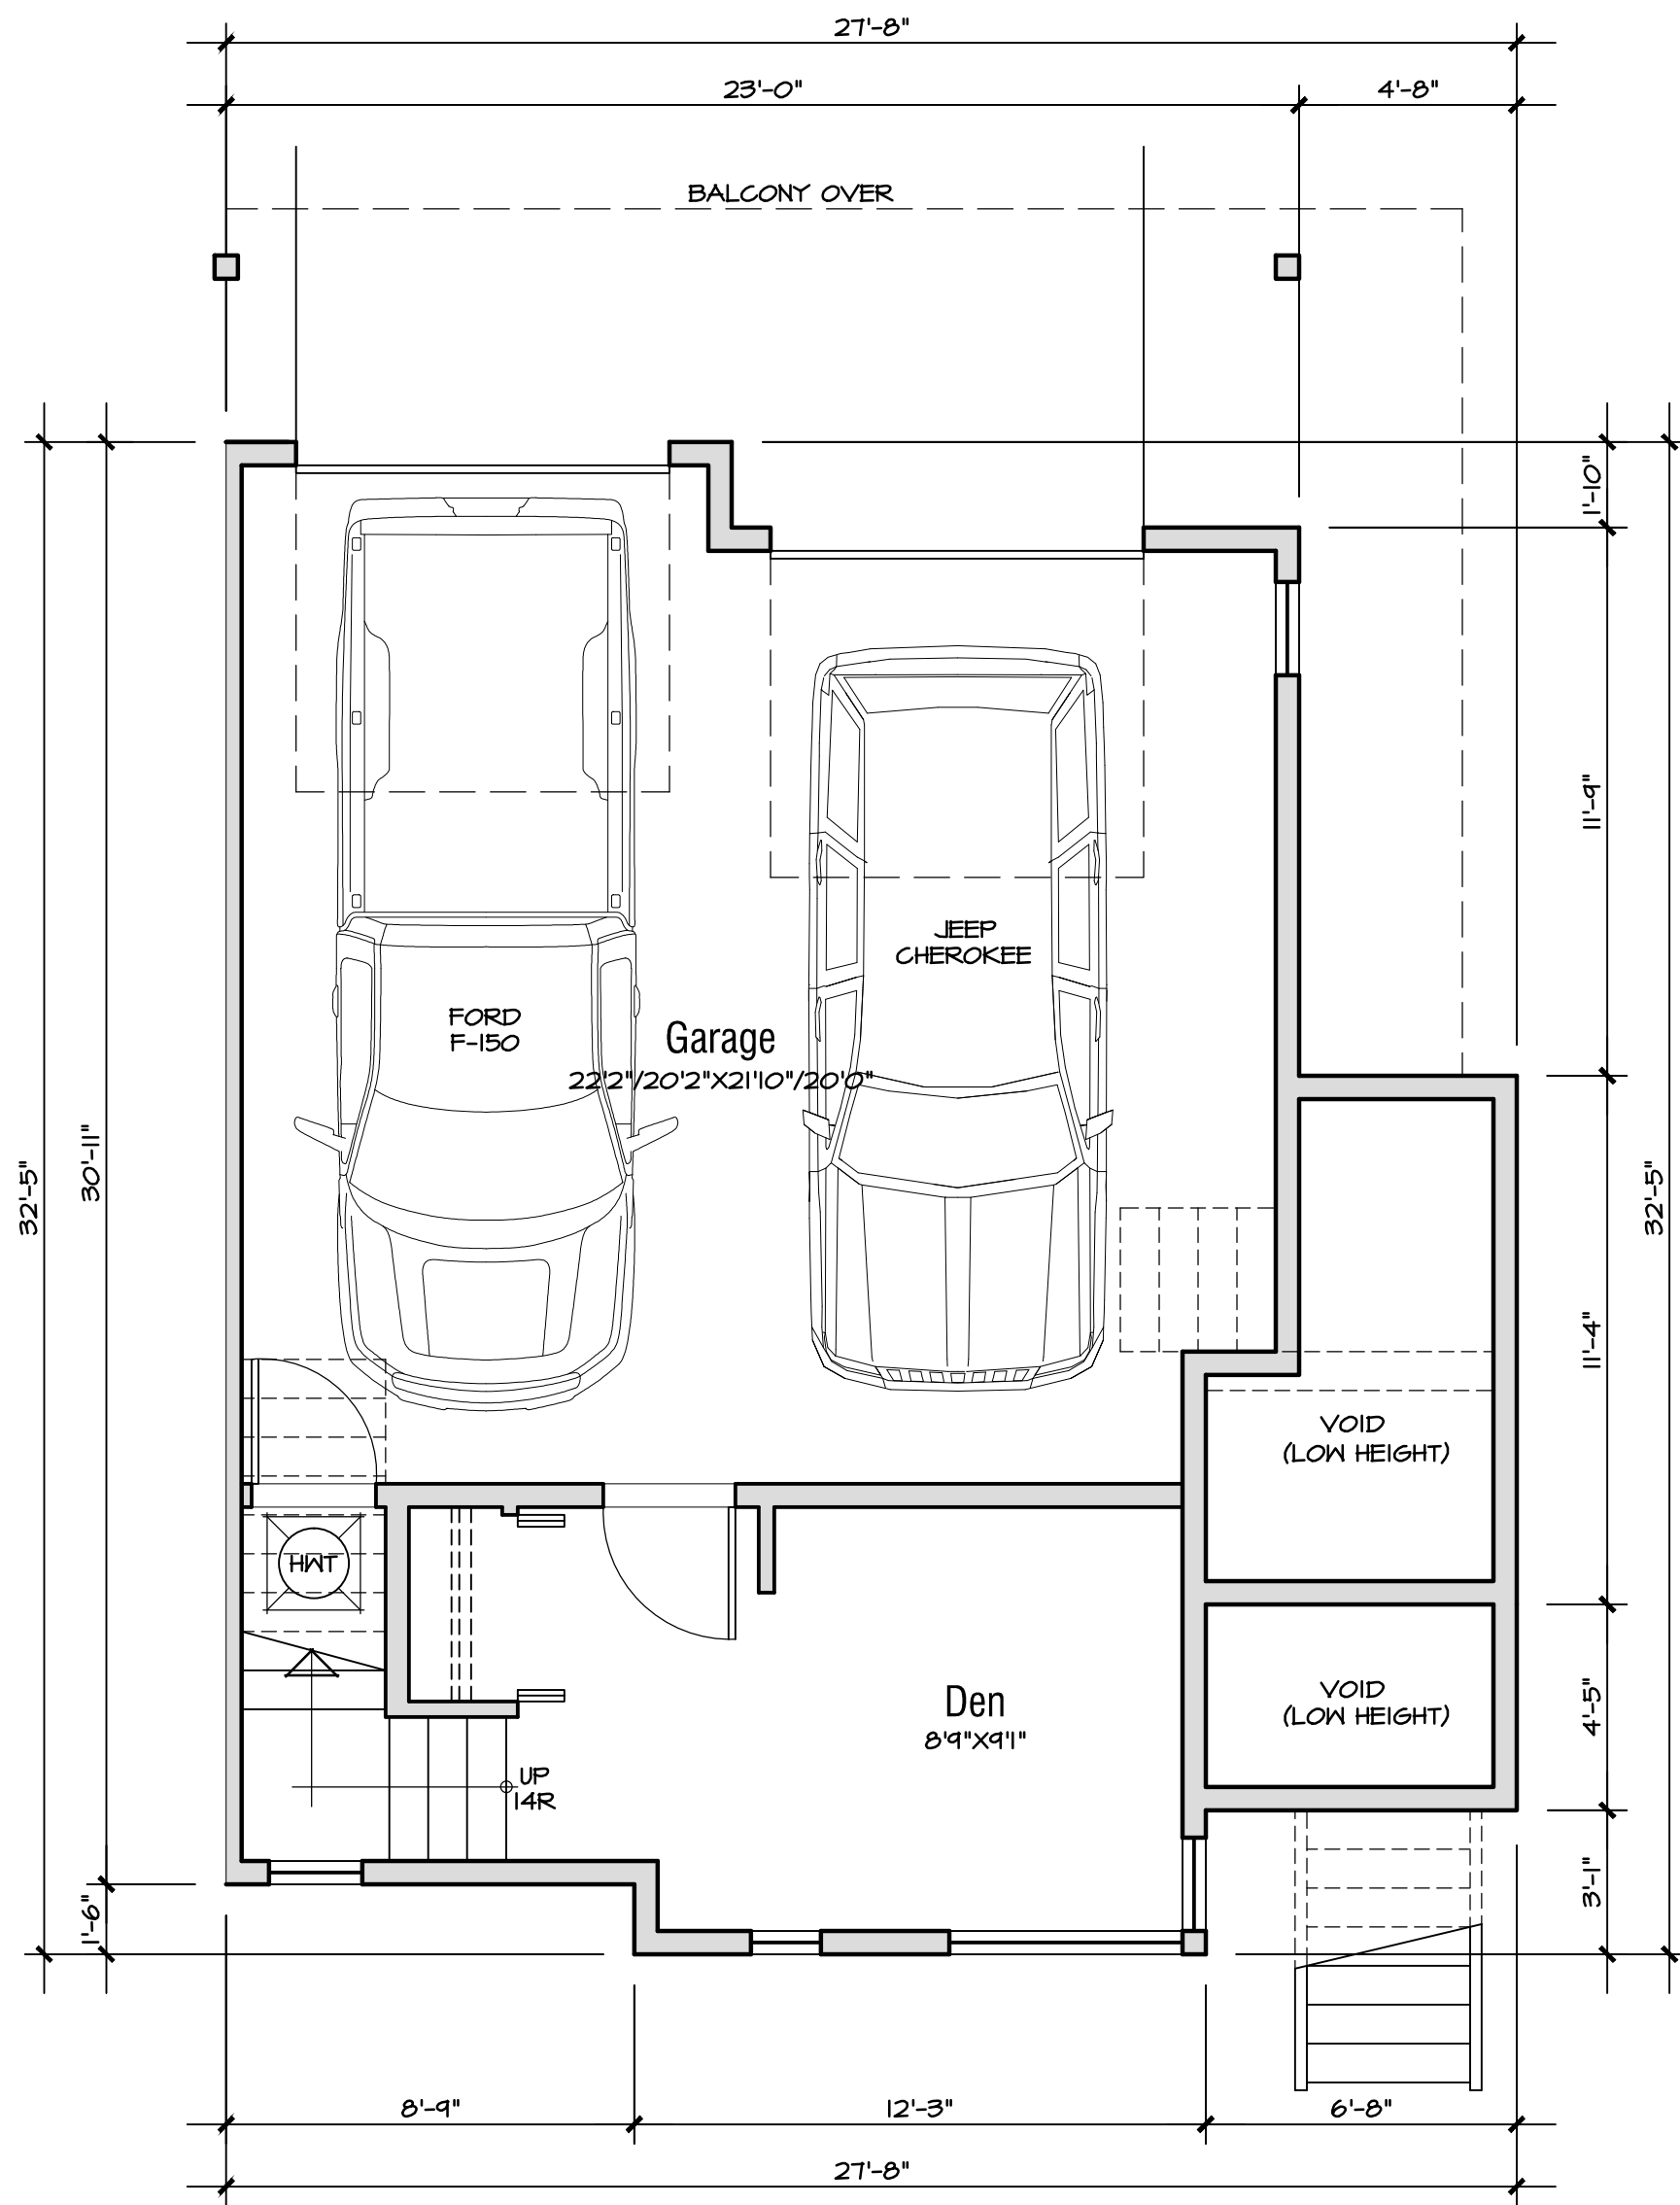 27'-8"
23'-0"
4'-8"
BALCONY OVER
1'-10"
11'-9"
JEEP
CHEROKEE
FORD
F-150
Garage
22'2"/20'2"X21'10"/20'0"
32'-5"
30'-11"
32'-5"
11'-4"
VOID
(LOW HEIGHT)
HWT
Den
8'9"X9'1"
VOID
(LOW HEIGHT)
4'-5"
UP
14R
3'-1"
1'-6"
8'-9"
12'-3"
6'-8"
27'-8"